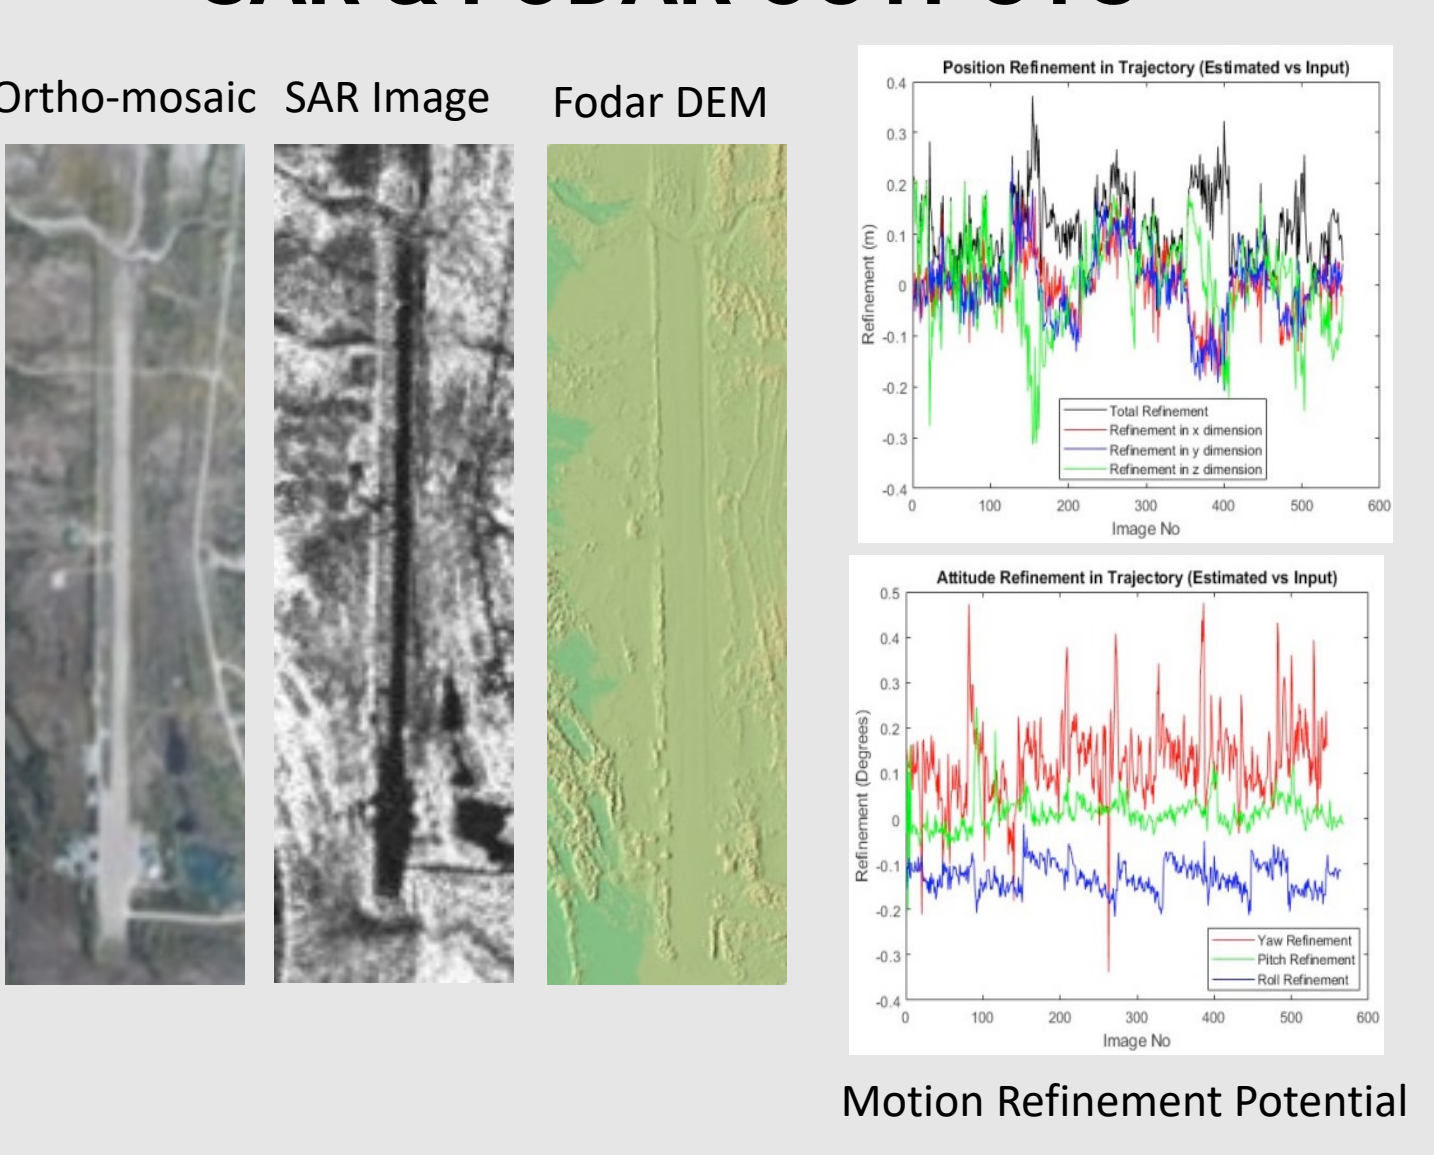 SAR & FODAR OUTPUTS
Ortho-mosaic
SAR Image
Fodar DEM
Position Refinement in Trajectory (Estimated vs Input)
0.4
0.3
0.2
0.1
0
-0.1
-0.2
-0.3
-0.4
Refinement (m)
Total Refinement
Refinement in x dimension
Refinement in y dimension
Refinement in z dimension
0 100 200 300 400 500 600
Image No
Attitude Refinement in Trajectory (Estimated vs Input)
0.5
0.4
0.3
0.2
0.1
0
-0.1
-0.2
-0.3
-0.4
Refinement (Degrees)
Yaw Refinement
Pitch Refinement
Roll Refinement
0 100 200 300 400 500 600
Image No
Motion Refinement Potential